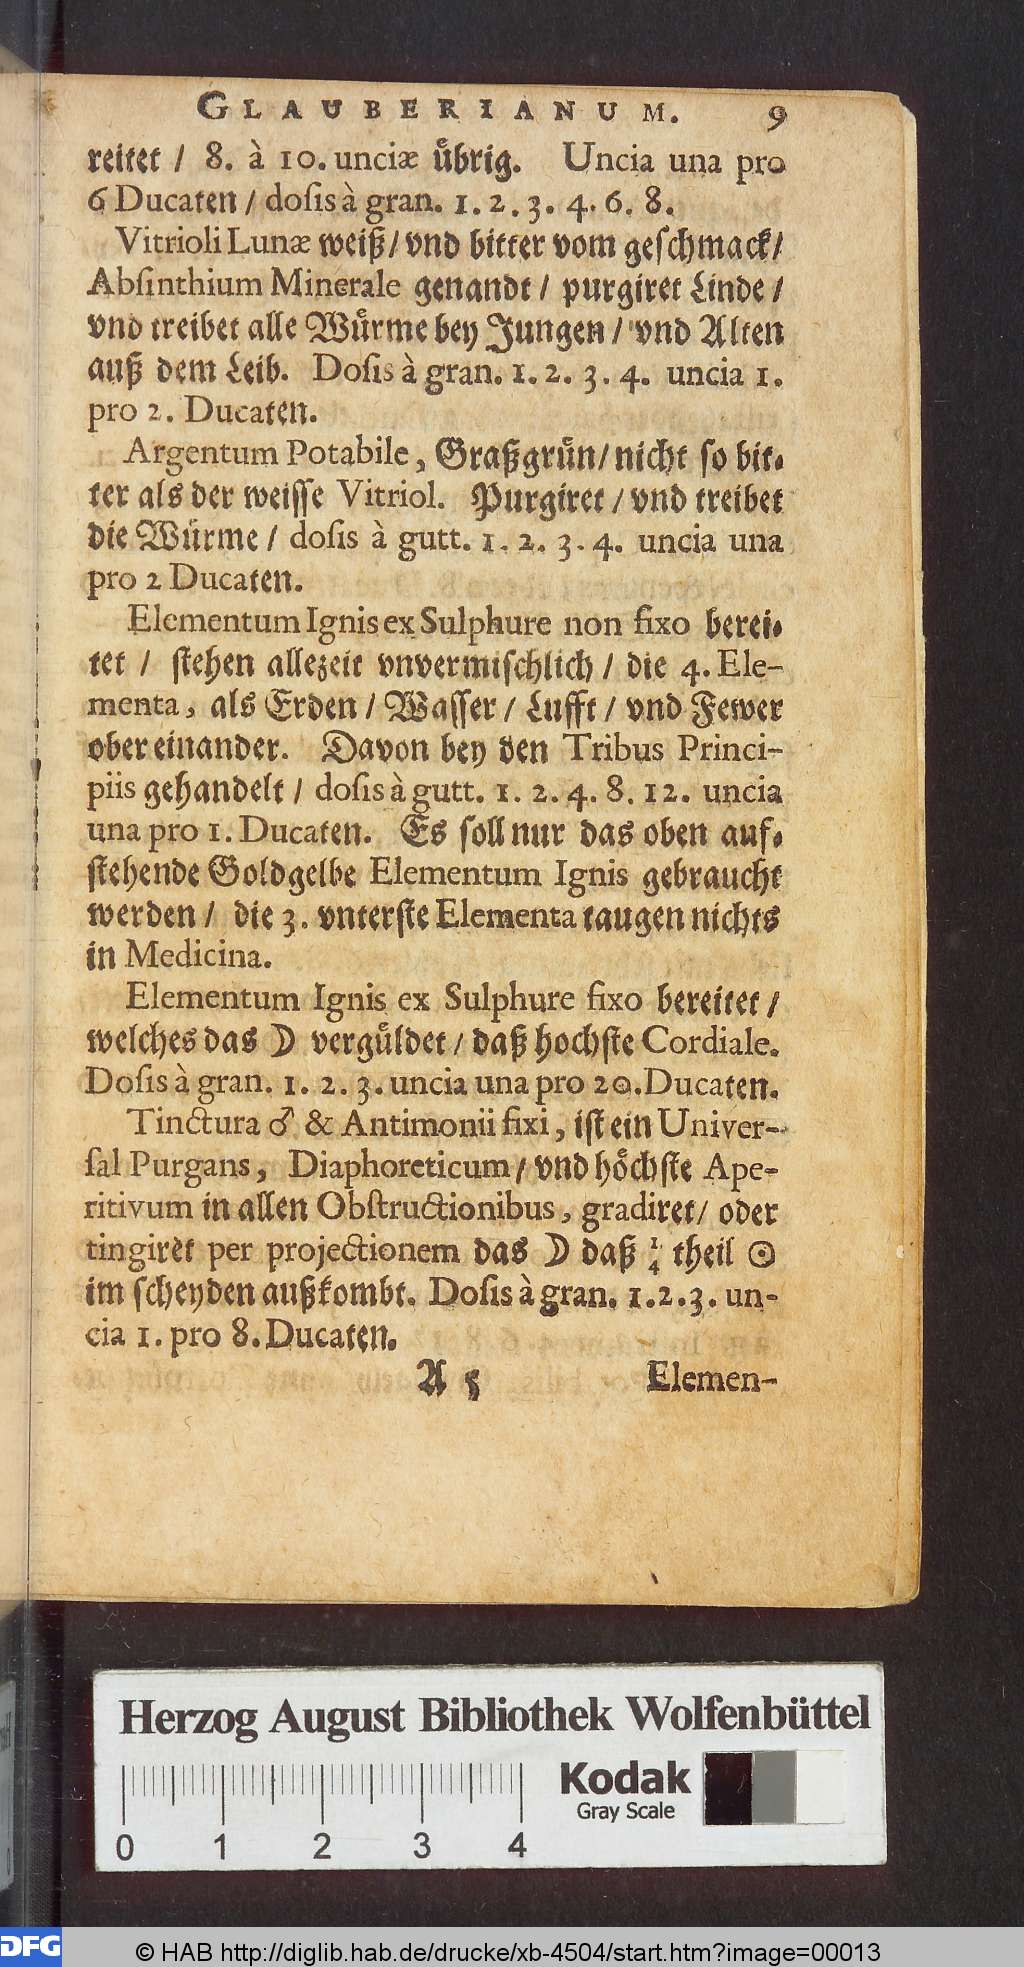 GLAUBERIANUM. 9
reitet / 8. à 10. unciæ uͤbrig. Uncia una pro
6 Ducaten / dosis à gran. 1. 2. 3. 4. 6. 8.
Vitrioli Lunæ weiß / vnd bitter vom geschmack /
Absinthium Minerale genandt / purgiret Linde /
vnd treibet alle Wuͤrme bey Jungen / vnd Alten
auß dem Leib. Dosis à gran. 1. 2. 3. 4. uncia 1.
pro 2. Ducaten.
Argentum Potabile, Graßgruͤn / nicht so bit-
ter als der weisse Vitriol. Purgiret / vnd treibet
die Würme / dosis à gutt. 1. 2. 3. 4. uncia una
pro 2 Ducaten.
Elementum Ignis ex Sulphure non fixo berei-
tet / stehen allezeit vnvermischlich / die 4. Ele-
menta, als Erden / Wasser / Lufft / vnd Fewer
ober einander. Davon bey den Tribus Princi-
piis gehandelt / dosis à gutt. 1. 2. 4. 8. 12. uncia
una pro 1. Ducaten. Es soll nur das oben auf-
stehende Goldgelbe Elementum Ignis gebraucht
werden / die 3. vnterste Elementa taugen nichts
in Medicina.
Elementum Ignis ex Sulphure fixo bereitet /
welches das ☽ verguͤldet / daß hochste Cordiale.
Dosis à gran. 1. 2. 3. uncia una pro 20. Ducaten.
Tinctura ♂ & Antimonii fixi, ist ein Univer-
sal Purgans, Diaphoreticum / vnd hoͤchste Ape-
ritivum in allen Obstructionibus, gradiret / oder
tingiret per projectionem das ☽ daß ¼ theil ☉
im scheyden außkombt. Dosis à gran. 1. 2. 3. un-
cia 1. pro 8. Ducaten.
A 5 Elemen-
Herzog August Bibliothek Wolfenbüttel
Kodak
Gray Scale
0 1 2 3 4
DFG © HAB http://diglib.hab.de/drucke/xb-4504/start.htm?image=00013